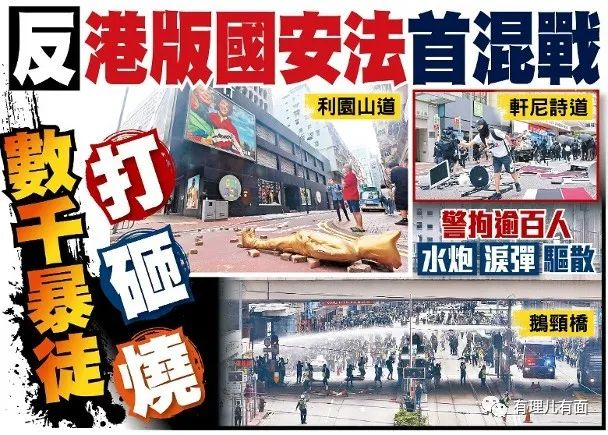 反港版國安法首混戰
數千暴徒
打砸燒
利園山道
軒尼詩道
警拘逾百人
水炮 淚彈 驅散
鵝頸橋
有理儿有面